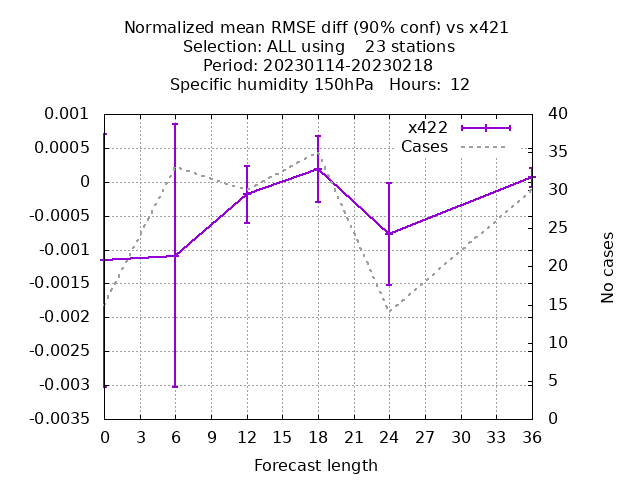 Normalized mean RMSE diff (90% conf) vs x421
Selection: ALL using    23 stations
Period: 20230114-20230218
Specific humidity 150hPa   Hours:  12
0.001
0.0005
0
-0.0005
-0.001
-0.0015
-0.002
-0.0025
-0.003
-0.0035
x422
Cases
40
35
30
25
20
15
10
5
0
No cases
0 3 6 9 12 15 18 21 24 27 30 33 36
Forecast length